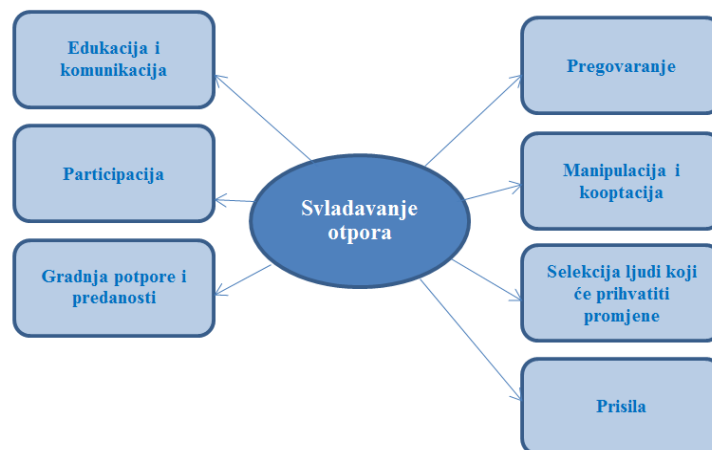 Edukacija i
komunikacija
Participacija
Gradnja potpore i
predanosti
Svladavanje
otpora
Pregovaranje
Manipulacija i
kooptacija
Selekcija ljudi koji
će prihvatiti
promjene
Prisila